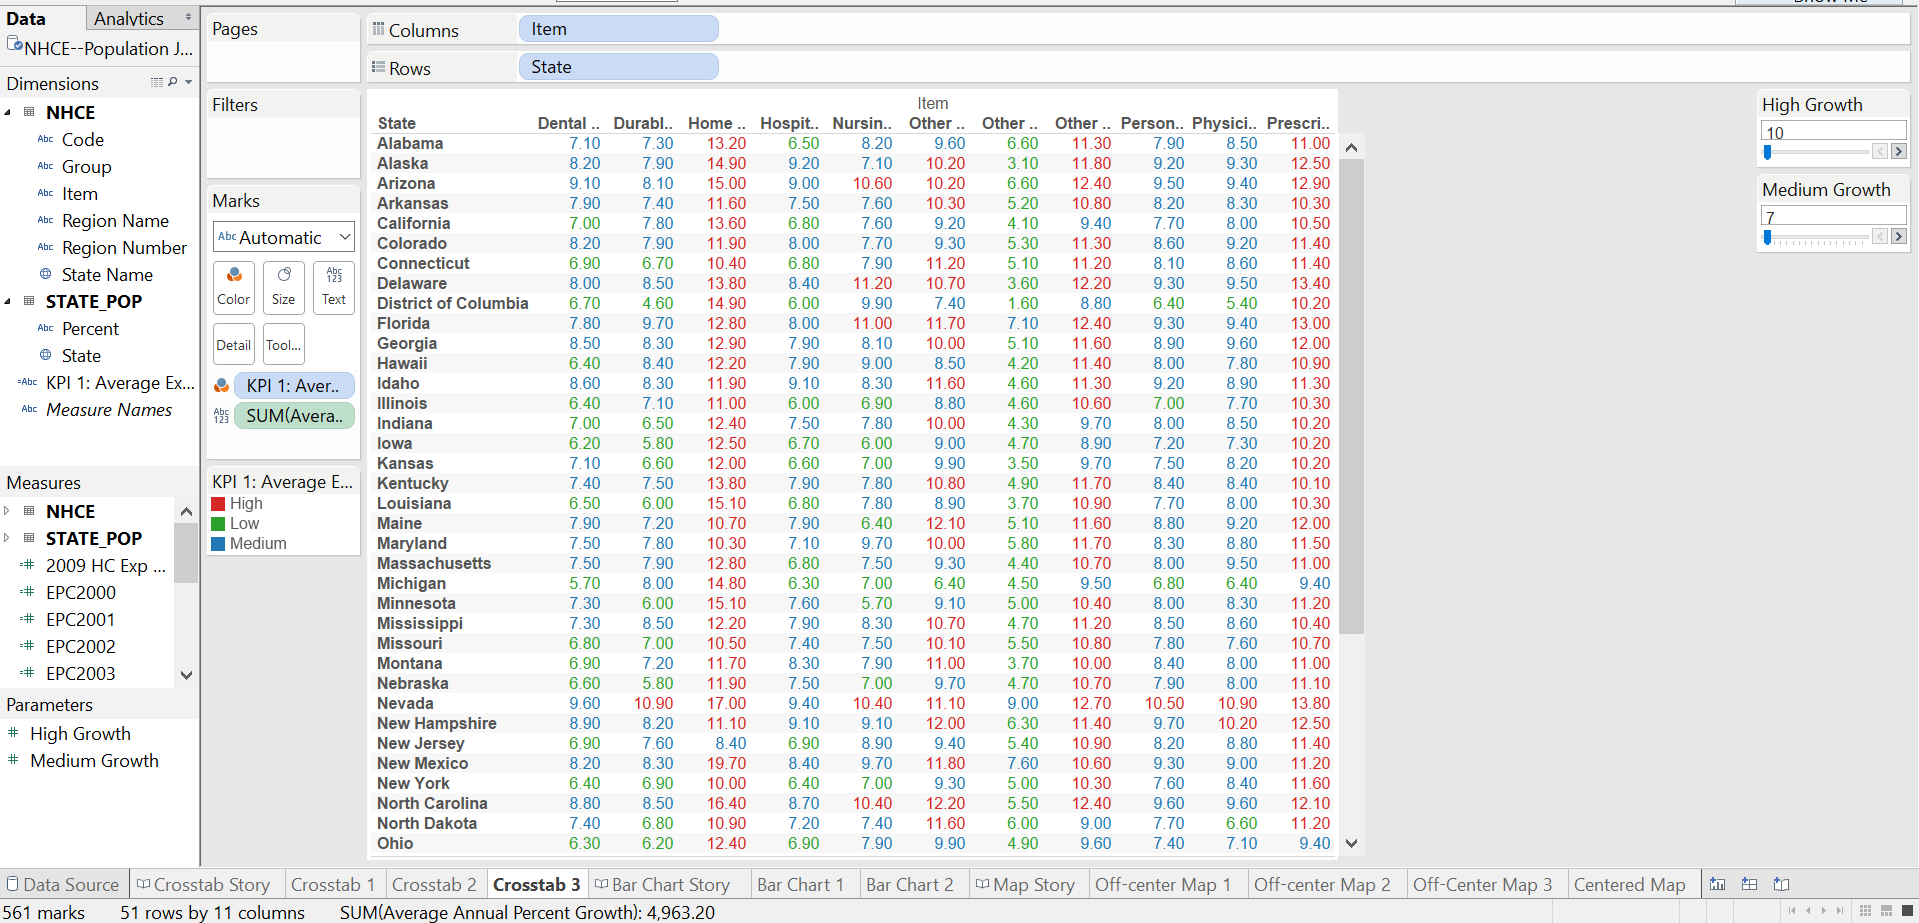 Show Me
Data
Analytics
NHCE--Population J...
Dimensions
NHCE
Abc Code
Abc Group
Abc Item
Abc Region Name
Abc Region Number
State Name
STATE_POP
Abc Percent
State
=Abc KPI 1: Average Ex...
Abc Measure Names
Measures
NHCE
STATE_POP
=# 2009 HC Exp ...
=# EPC2000
=# EPC2001
=# EPC2002
=# EPC2003
Parameters
# High Growth
# Medium Growth
Pages
Filters
Marks
Abc Automatic
Color
Size
Abc 123 Text
Detail
Tool...
KPI 1: Aver..
Abc 123 SUM(Avera..
KPI 1: Average E...
High
Low
Medium
Columns Item
Rows State
Item
State Dental .. Durabl.. Home .. Hospit.. Nursin.. Other .. Other .. Other .. Person.. Physici.. Prescri..
Alabama 7.10 7.30 13.20 6.50 8.20 9.60 6.60 11.30 7.90 8.50 11.00
Alaska 8.20 7.90 14.90 9.20 7.10 10.20 3.10 11.80 9.20 9.30 12.50
Arizona 9.10 8.10 15.00 9.00 10.60 10.20 6.60 12.40 9.50 9.40 12.90
Arkansas 7.90 7.40 11.60 7.50 7.60 10.30 5.20 10.80 8.20 8.30 10.30
California 7.00 7.80 13.60 6.80 7.60 9.20 4.10 9.40 7.70 8.00 10.50
Colorado 8.20 7.90 11.90 8.00 7.70 9.30 5.30 11.30 8.60 9.20 11.40
Connecticut 6.90 6.70 10.40 6.80 7.90 11.20 5.10 11.20 8.10 8.60 11.40
Delaware 8.00 8.50 13.80 8.40 11.20 10.70 3.60 12.20 9.30 9.50 13.40
District of Columbia 6.70 4.60 14.90 6.00 9.90 7.40 1.60 8.80 6.40 5.40 10.20
Florida 7.80 9.70 12.80 8.00 11.00 11.70 7.10 12.40 9.30 9.40 13.00
Georgia 8.50 8.30 12.90 7.90 8.10 10.00 5.10 11.60 8.90 9.60 12.00
Hawaii 6.40 8.40 12.20 7.90 9.00 8.50 4.20 11.40 8.00 7.80 10.90
Idaho 8.60 8.30 11.90 9.10 8.30 11.60 4.60 11.30 9.20 8.90 11.30
Illinois 6.40 7.10 11.00 6.00 6.90 8.80 4.60 10.60 7.00 7.70 10.30
Indiana 7.00 6.50 12.40 7.50 7.80 10.00 4.30 9.70 8.00 8.50 10.20
Iowa 6.20 5.80 12.50 6.70 6.00 9.00 4.70 8.90 7.20 7.30 10.20
Kansas 7.10 6.60 12.00 6.60 7.00 9.90 3.50 9.70 7.50 8.20 10.20
Kentucky 7.40 7.50 13.80 7.90 7.80 10.80 4.90 11.70 8.40 8.40 10.10
Louisiana 6.50 6.00 15.10 6.80 7.80 8.90 3.70 10.90 7.70 8.00 10.30
Maine 7.90 7.20 10.70 7.90 6.40 12.10 5.10 11.60 8.80 9.20 12.00
Maryland 7.50 7.80 10.30 7.10 9.70 10.00 5.80 11.70 8.30 8.80 11.50
Massachusetts 7.50 7.90 12.80 6.80 7.50 9.30 4.40 10.70 8.00 9.50 11.00
Michigan 5.70 8.00 14.80 6.30 7.00 6.40 4.50 9.50 6.80 6.40 9.40
Minnesota 7.30 6.00 15.10 7.60 5.70 9.10 5.00 10.40 8.00 8.30 11.20
Mississippi 7.30 8.50 12.20 7.90 8.30 10.70 4.70 11.20 8.50 8.60 10.40
Missouri 6.80 7.00 10.50 7.40 7.50 10.10 5.50 10.80 7.80 7.60 10.70
Montana 6.90 7.20 11.70 8.30 7.90 11.00 3.70 10.00 8.40 8.00 11.00
Nebraska 6.60 5.80 11.90 7.50 7.00 9.70 4.70 10.70 7.90 8.00 11.10
Nevada 9.60 10.90 17.00 9.40 10.40 11.10 9.00 12.70 10.50 10.90 13.80
New Hampshire 8.90 8.20 11.10 9.10 9.10 12.00 6.30 11.40 9.70 10.20 12.50
New Jersey 6.90 7.60 8.40 6.90 8.90 9.40 5.40 10.90 8.20 8.80 11.40
New Mexico 8.20 8.30 19.70 8.40 9.70 11.80 7.60 10.60 9.30 9.00 11.20
New York 6.40 6.90 10.00 6.40 7.00 9.30 5.00 10.30 7.60 8.40 11.60
North Carolina 8.80 8.50 16.40 8.70 10.40 12.20 5.50 12.40 9.60 9.60 12.10
North Dakota 7.40 6.80 10.90 7.20 7.40 11.60 6.00 9.00 7.70 6.60 11.20
Ohio 6.30 6.20 12.40 6.90 7.90 9.90 4.90 9.60 7.40 7.10 9.40
High Growth
10
Medium Growth
7
Data Source Crosstab Story Crosstab 1 Crosstab 2 Crosstab 3 Bar Chart Story Bar Chart 1 Bar Chart 2 Map Story Off-center Map 1 Off-center Map 2 Off-Center Map 3 Centered Map
561 marks 51 rows by 11 columns SUM(Average Annual Percent Growth): 4,963.20